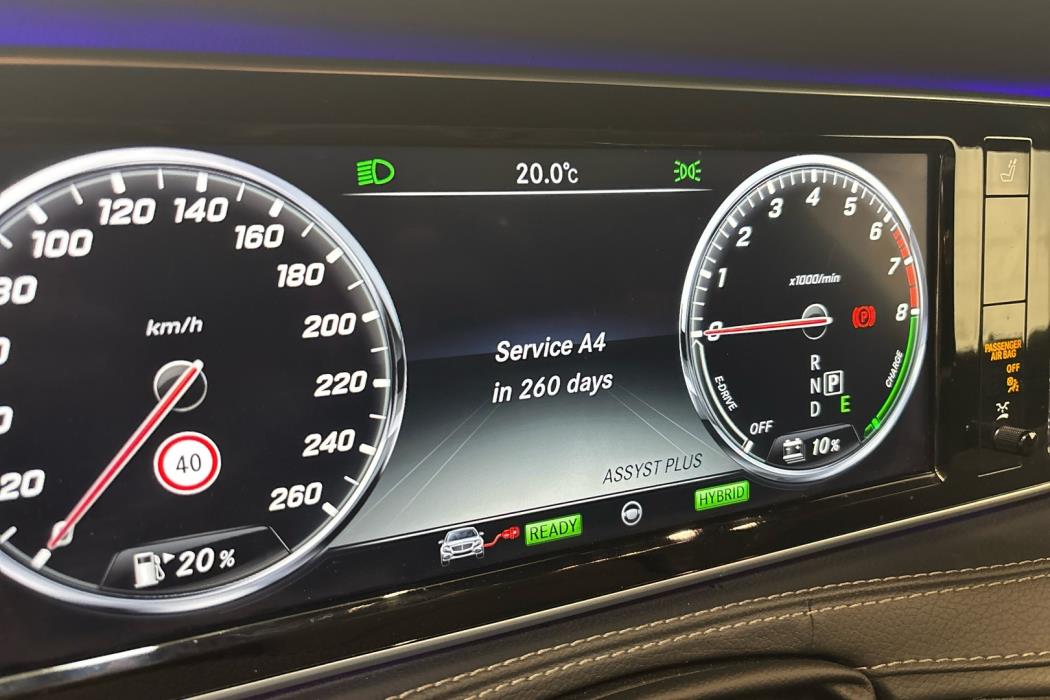 20.0°C
120 140
100 160
80 180
km/h
200
220
40
240
20
260
20%
Service A4
in 260 days
ASSYST PLUS
READY
HYBRID
0 1 2 3 4 5 6 7 8
x1000/min
P
R
N P
D E
E-DRIVE
OFF
CHARGE
10%
PASSENGER
AIR BAG
OFF